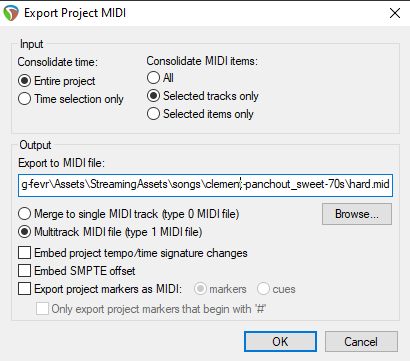 Export Project MIDI
Input
Consolidate time:
Entire project
Time selection only
Consolidate MIDI items:
All
Selected tracks only
Selected items only
Output
Export to MIDI file:
g-fevr\Assets\StreamingAssets\songs\clement-panchout_sweet-70s\hard.mid
Merge to single MIDI track (type 0 MIDI file)
Browse...
Multitrack MIDI file (type 1 MIDI file)
Embed project tempo/time signature changes
Embed SMPTE offset
Export project markers as MIDI: markers cues
Only export project markers that begin with '#'
OK Cancel